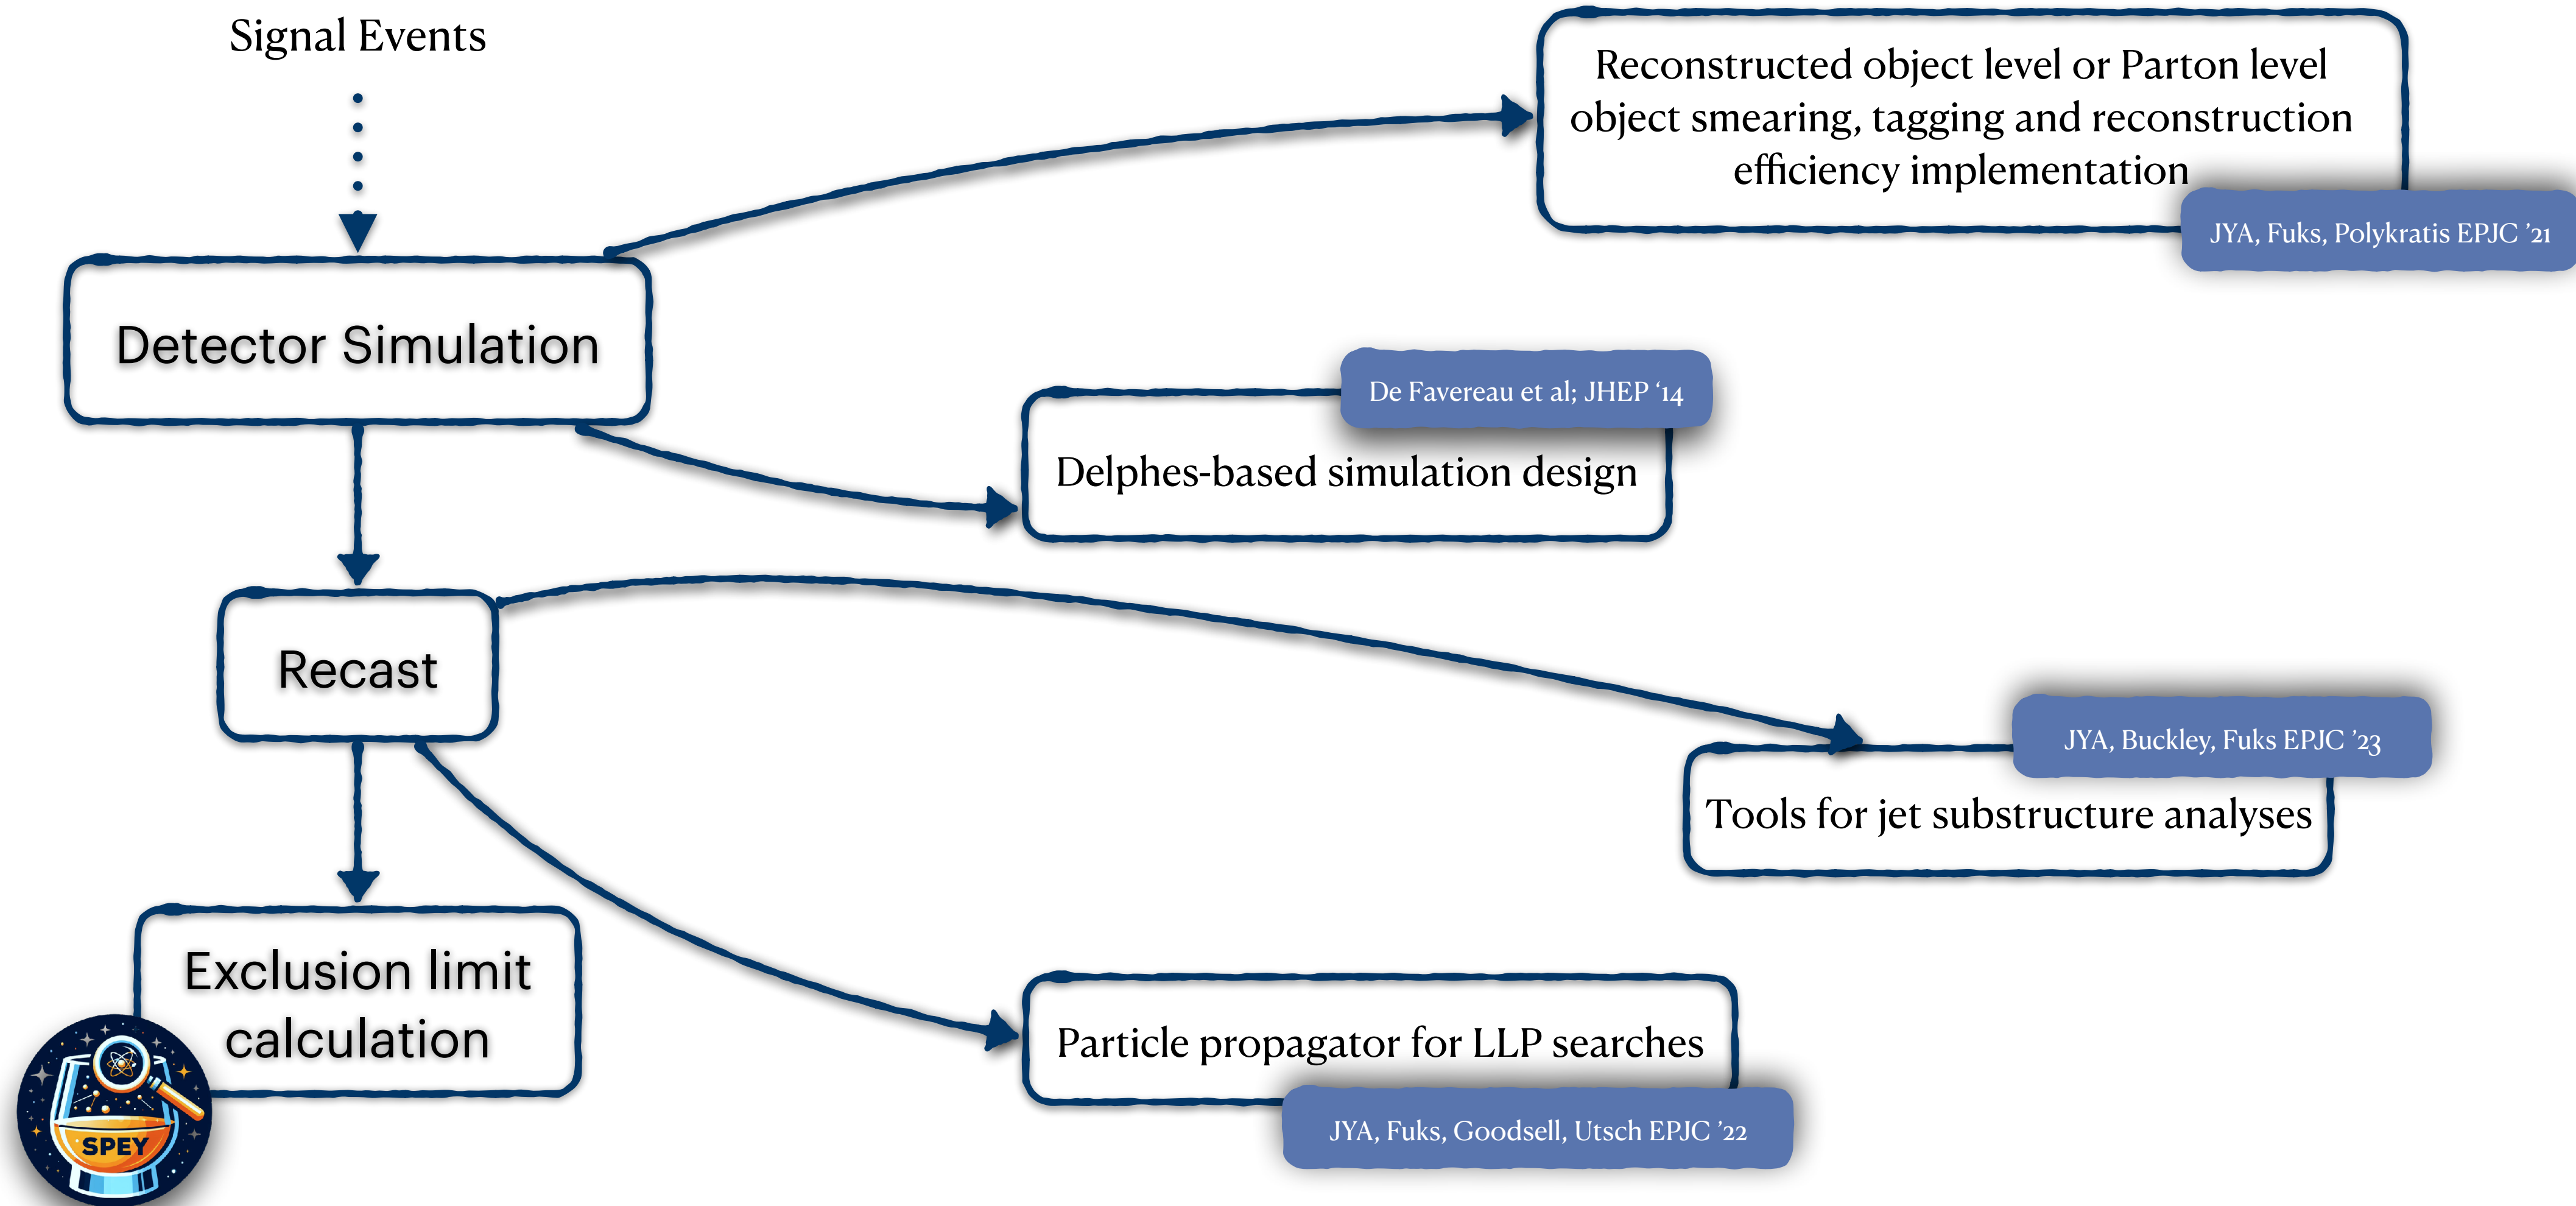 Signal Events
Reconstructed object level or Parton level
object smearing, tagging and reconstruction
efficiency implementation
JYA, Fuks, Polykratis EPJC ’21
Detector Simulation
De Favereau et al; JHEP ‘14
Delphes-based simulation design
Recast
JYA, Buckley, Fuks EPJC ’23
Tools for jet substructure analyses
Exclusion limit
calculation
SPEY
Particle propagator for LLP searches
JYA, Fuks, Goodsell, Utsch EPJC ’22